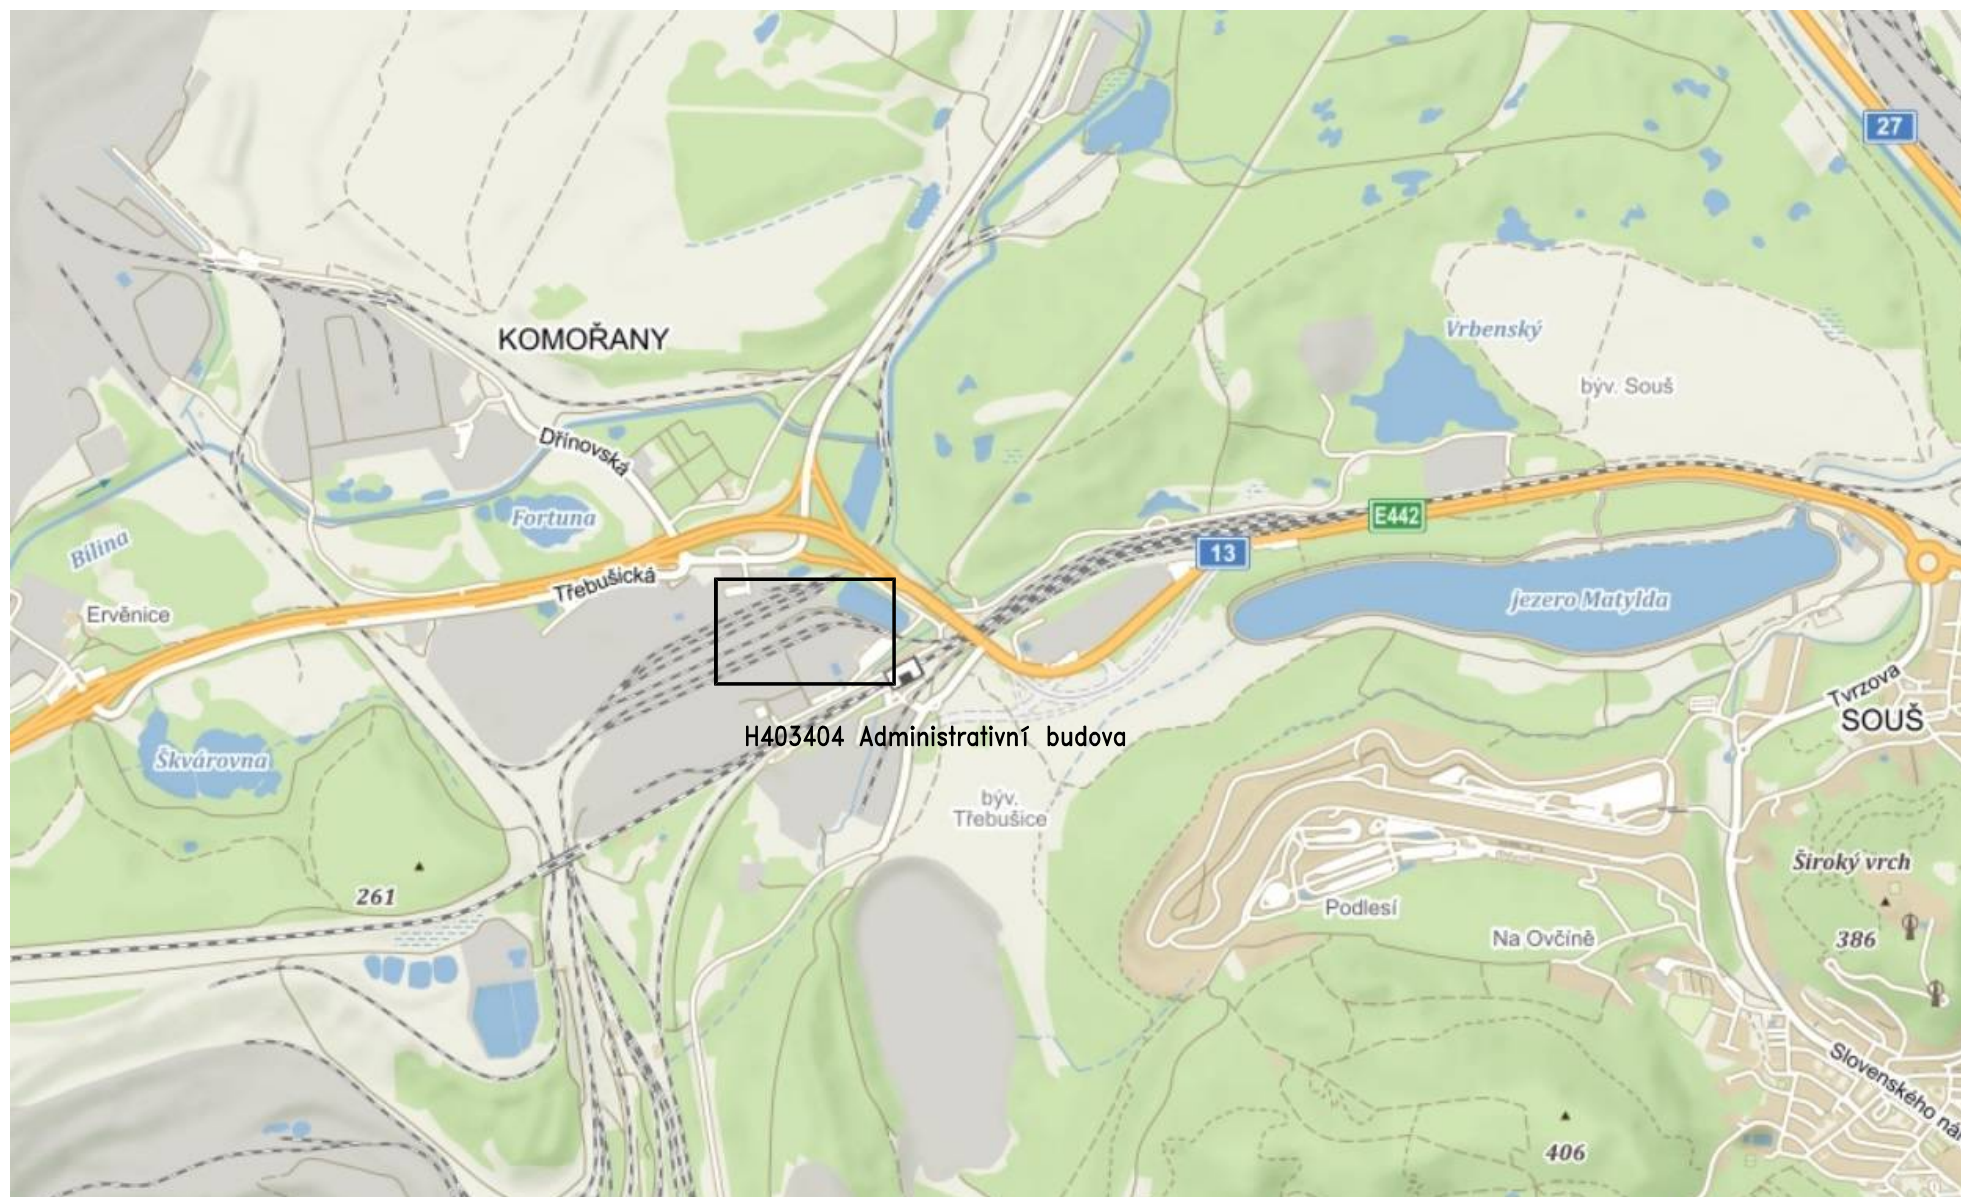 27
KOMOŘANY
Vrbenský
býv. Souš
Dřínovská
Fortuna
E442
13
Bílina
Třebušická
Ervěnice
jezero Matylda
Tvrzova
SOUŠ
H403404 Administrativní budova
Škvárovna
býv.
Třebušice
Široký vrch
261
Podlesí
Na Ovčíně
386
Slovenského nár
406